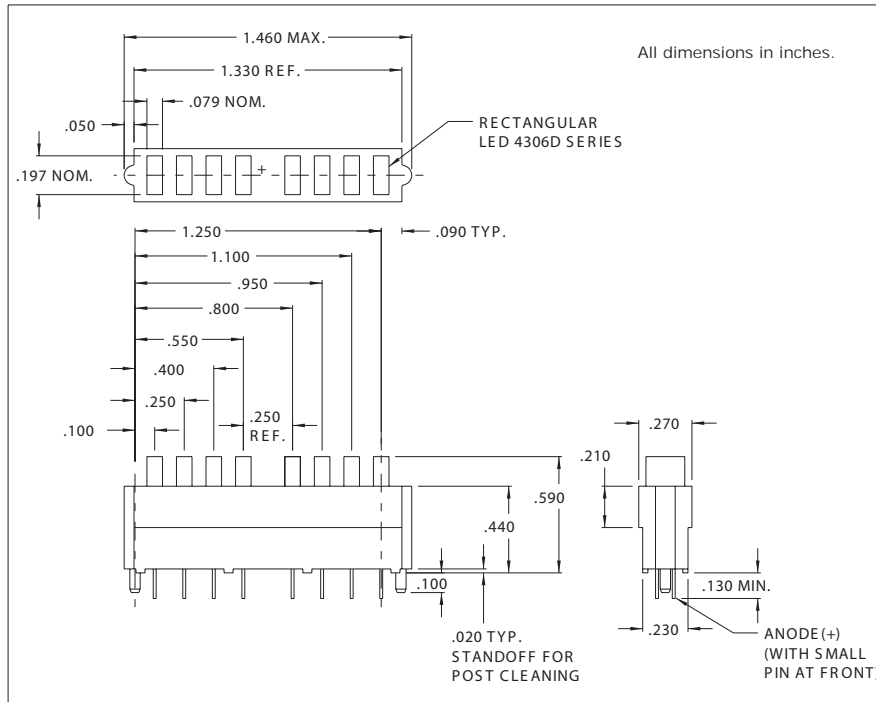 1.460 MAX.
All dimensions in inches.
1.330 REF.
.079 NOM.
.050
RECTANGULAR
LED 4306D SERIES
+
.197 NOM.
1.250
.090 TYP.
1.100
.950
.800
.550
.400
.250
.250
REF.
.100
.270
.210
.590
.440
.100
.130 MIN.
.020 TYP.
STANDOFF FOR
POST CLEANING
.230
ANODE(+)
(WITH SMALL
PIN AT FRONT)